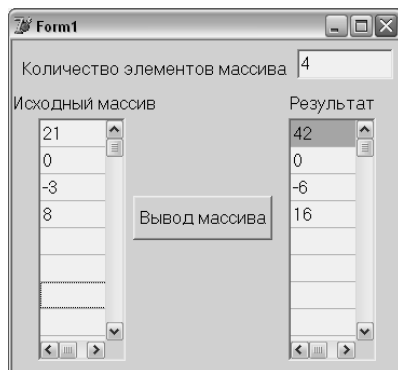 Form1
Количество элементов массива 4
Исходный массив Результат
21 42
0 0
-3 -6
8 16
Вывод массива